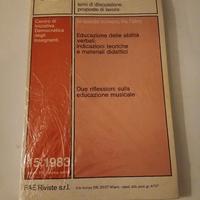 temi di discussione,
proposte di lavoro
Centro di
Iniziativa
Democratica
degli
Insegnanti
Educazione delle abilità
verbali:
indicazioni teoriche
e materiali didattici
Due riflessioni sulla
educazione musicale
15.1983
F&E Riviste s.r.l.